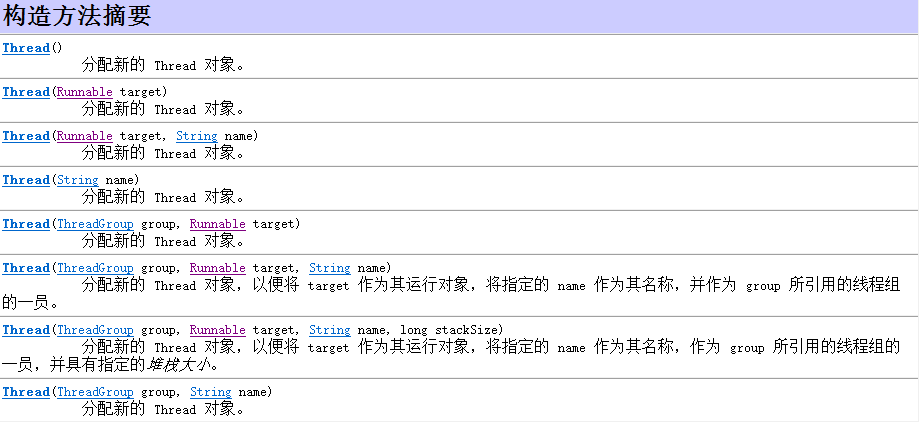 构造方法摘要
Thread()
分配新的 Thread 对象。
Thread(Runnable target)
分配新的 Thread 对象。
Thread(Runnable target, String name)
分配新的 Thread 对象。
Thread(String name)
分配新的 Thread 对象。
Thread(ThreadGroup group, Runnable target)
分配新的 Thread 对象。
Thread(ThreadGroup group, Runnable target, String name)
分配新的 Thread 对象，以便将 target 作为其运行对象，将指定的 name 作为其名称，并作为 group 所引用的线程组
的一员。
Thread(ThreadGroup group, Runnable target, String name, long stackSize)
分配新的 Thread 对象，以便将 target 作为其运行对象，将指定的 name 作为其名称，作为 group 所引用的线程组的
一员，并具有指定的堆栈大小。
Thread(ThreadGroup group, String name)
分配新的 Thread 对象。